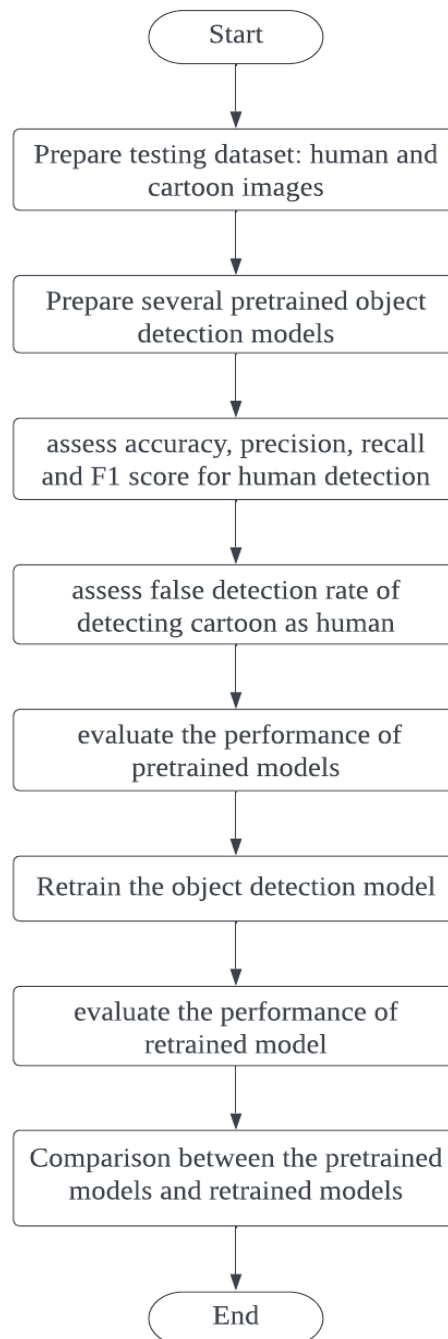 Start
Prepare testing dataset: human and
cartoon images
Prepare several pretrained object
detection models
assess accuracy, precision, recall
and F1 score for human detection
assess false detection rate of
detecting cartoon as human
evaluate the performance of
pretrained models
Retrain the object detection model
evaluate the performance of
retrained model
Comparison between the pretrained
models and retrained models
End